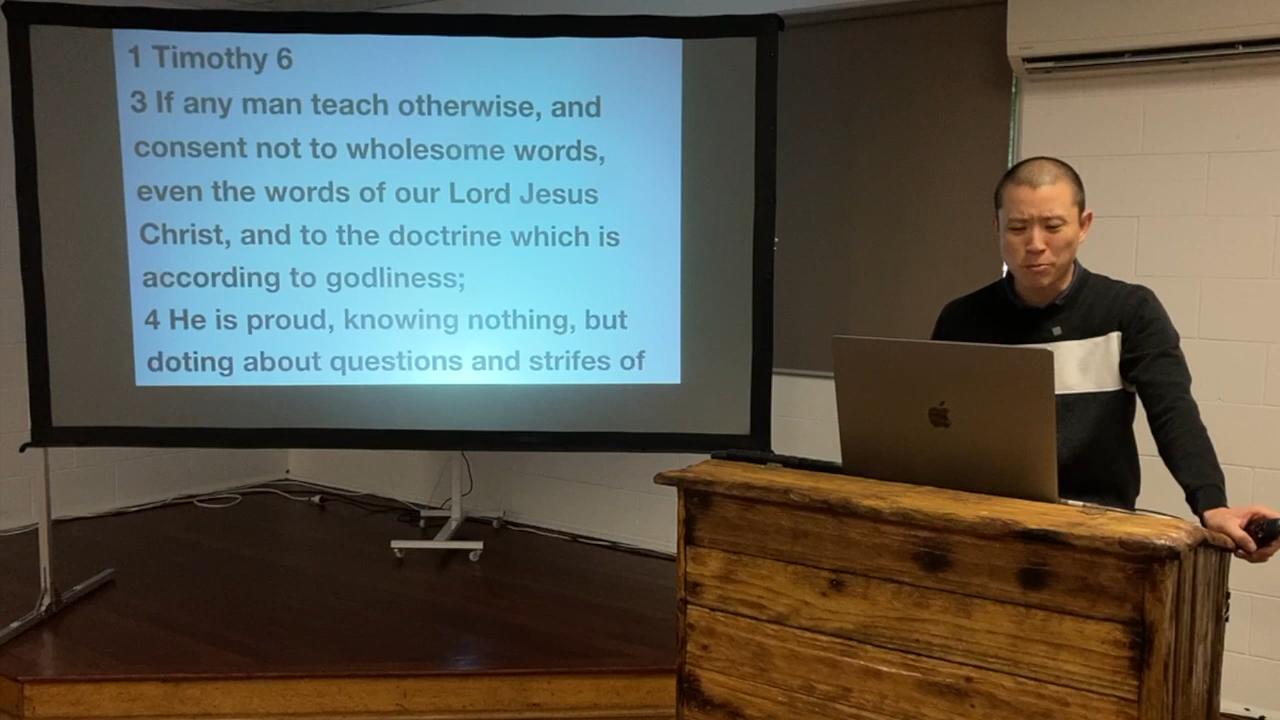 1 Timothy 6
3 If any man teach otherwise, and
consent not to wholesome words,
even the words of our Lord Jesus
Christ, and to the doctrine which is
according to godliness;
4 He is proud, knowing nothing, but
doting about questions and strifes of